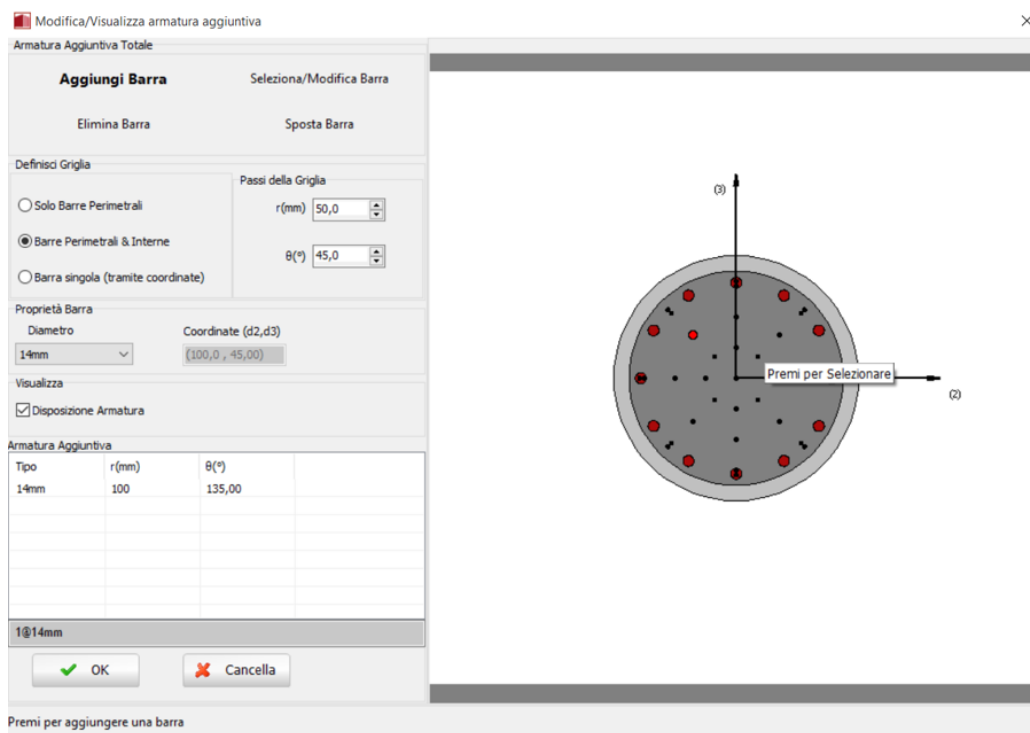 Modifica/Visualizza armatura aggiuntiva
Armatura Aggiuntiva Totale
Aggiungi Barra Seleziona/Modifica Barra
Elimina Barra Sposta Barra
Definisci Griglia
Passi della Griglia
Solo Barre Perimetrali
r(mm) 50,0
Barre Perimetrali & Interne
θ(º) 45,0
Barra singola (tramite coordinate)
Proprietà Barra
Diametro Coordinate (d2,d3)
14mm (100,0 , 45,00)
Visualizza
Disposizione Armatura
Armatura Aggiuntiva
Tipo r(mm) θ(º)
14mm 100 135,00
1@14mm
OK Cancella
Premi per aggiungere una barra
(3)
Premi per Selezionare
(2)